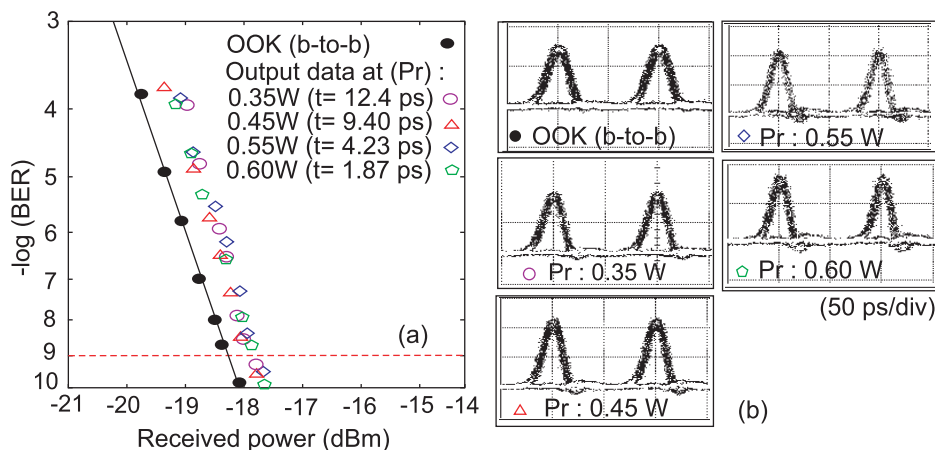 3
4
5
6
7
8
9
10
-log (BER)
OOK (b-to-b)
Output data at (Pr) :
0.35W (t= 12.4 ps)
0.45W (t= 9.40 ps)
0.55W (t= 4.23 ps)
0.60W (t= 1.87 ps)
(a)
-21 -20 -19 -18 -17 -16 -15 -14
Received power (dBm)
(b)
OOK (b-to-b)
Pr : 0.55 W
Pr : 0.35 W
Pr : 0.60 W
(50 ps/div)
Pr : 0.45 W
(b)